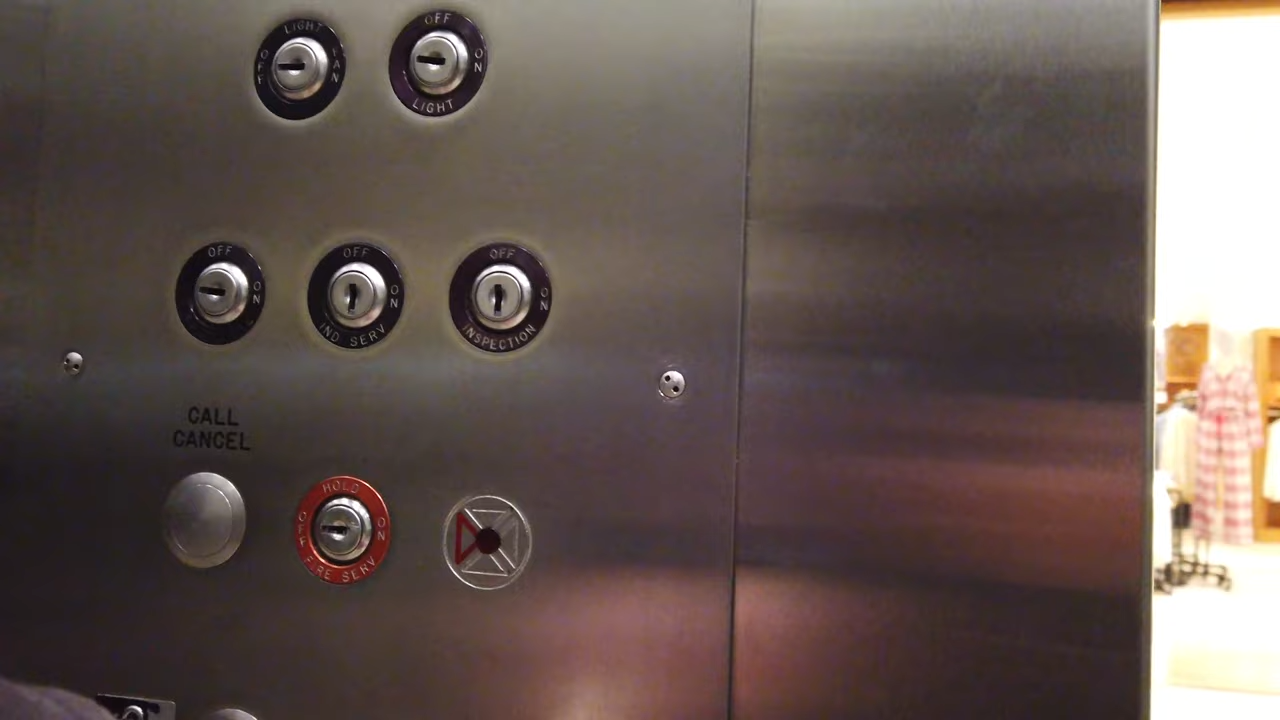 LIGHT
OFF
FAN
OFF
ON
LIGHT
OFF
ON
OFF
ON
IND SERV
OFF
ON
INSPECTION
CALL
CANCEL
HOLD
OFF
ON
FIRE SERV